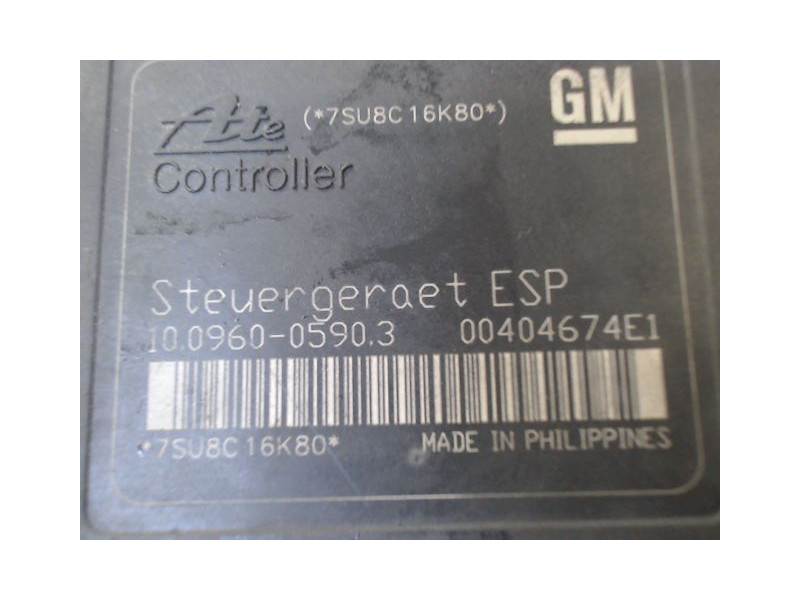 Ate (*7SU8C16K80*) GM
Controller
Steuergeraet ESP
10.0960-0590.3 00404674E1
*7SU8C16K80* MADE IN PHILIPPINES